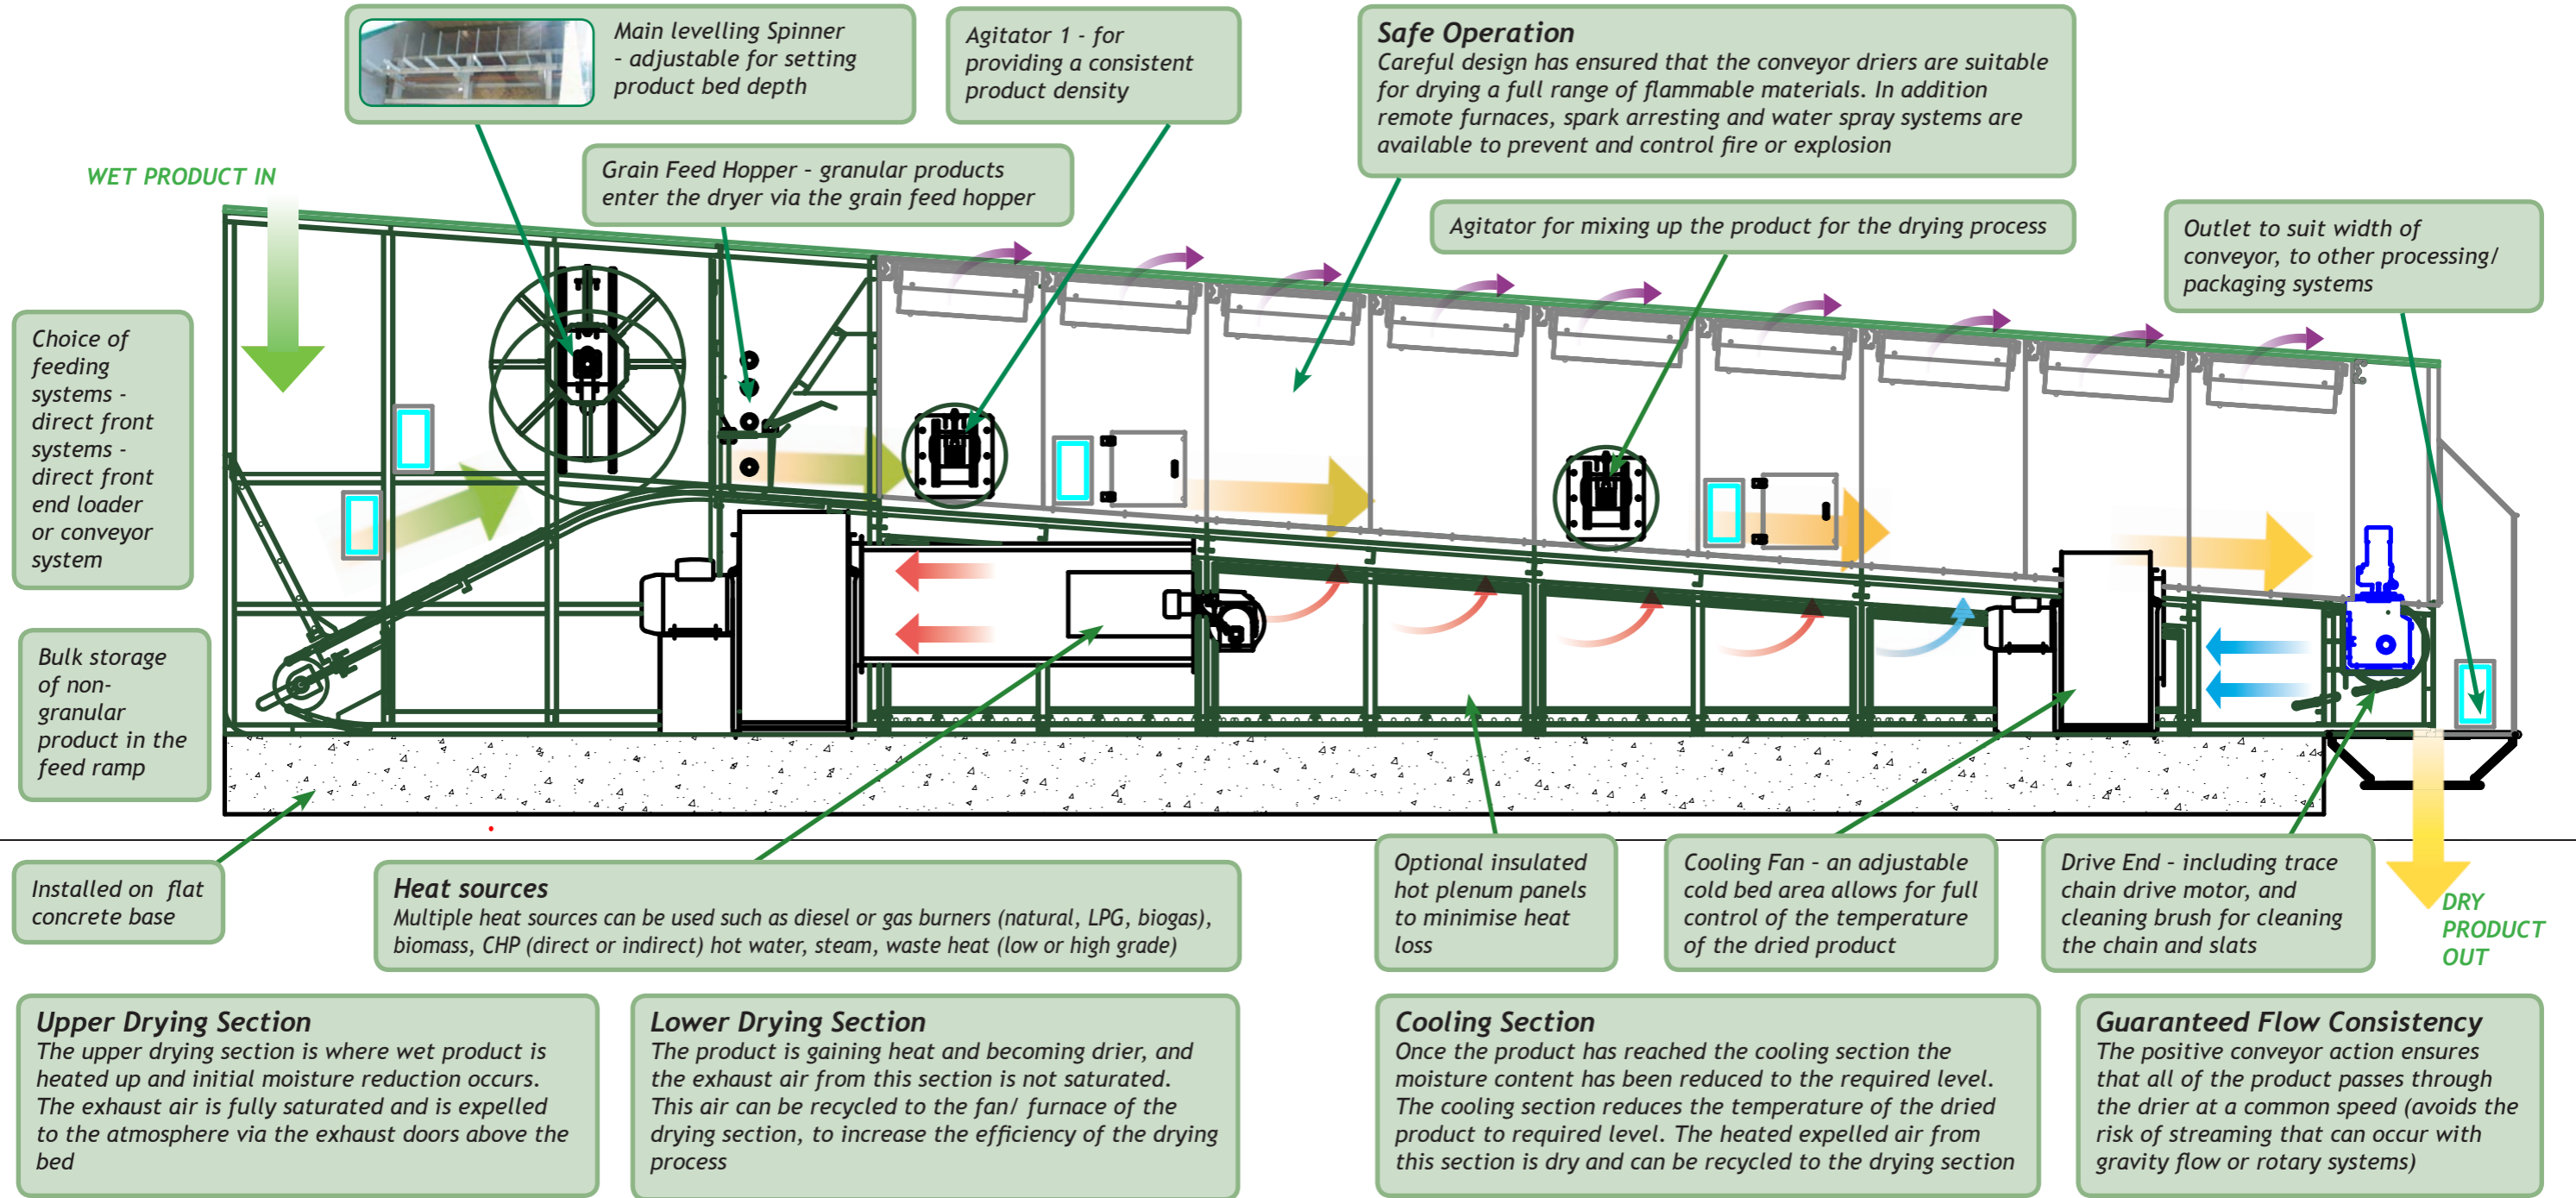 Main levelling Spinner
– adjustable for setting
product bed depth
Agitator 1 - for
providing a consistent
product density
Safe Operation
Careful design has ensured that the conveyor driers are suitable
for drying a full range of flammable materials. In addition
remote furnaces, spark arresting and water spray systems are
available to prevent and control fire or explosion
WET PRODUCT IN
Grain Feed Hopper – granular products
enter the dryer via the grain feed hopper
Agitator for mixing up the product for the drying process
Outlet to suit width of
conveyor, to other processing/
packaging systems
Choice of
feeding
systems -
direct front
systems -
direct front
end loader
or conveyor
system
Bulk storage
of non-
granular
product in the
feed ramp
Installed on flat
concrete base
Heat sources
Multiple heat sources can be used such as diesel or gas burners (natural, LPG, biogas),
biomass, CHP (direct or indirect) hot water, steam, waste heat (low or high grade)
Optional insulated
hot plenum panels
to minimise heat
loss
Cooling Fan – an adjustable
cold bed area allows for full
control of the temperature
of the dried product
Drive End – including trace
chain drive motor, and
cleaning brush for cleaning
the chain and slats
DRY
PRODUCT
OUT
Upper Drying Section
The upper drying section is where wet product is
heated up and initial moisture reduction occurs.
The exhaust air is fully saturated and is expelled
to the atmosphere via the exhaust doors above the
bed
Lower Drying Section
The product is gaining heat and becoming drier, and
the exhaust air from this section is not saturated.
This air can be recycled to the fan/ furnace of the
drying section, to increase the efficiency of the drying
process
Cooling Section
Once the product has reached the cooling section the
moisture content has been reduced to the required level.
The cooling section reduces the temperature of the dried
product to required level. The heated expelled air from
this section is dry and can be recycled to the drying section
Guaranteed Flow Consistency
The positive conveyor action ensures
that all of the product passes through
the drier at a common speed (avoids the
risk of streaming that can occur with
gravity flow or rotary systems)